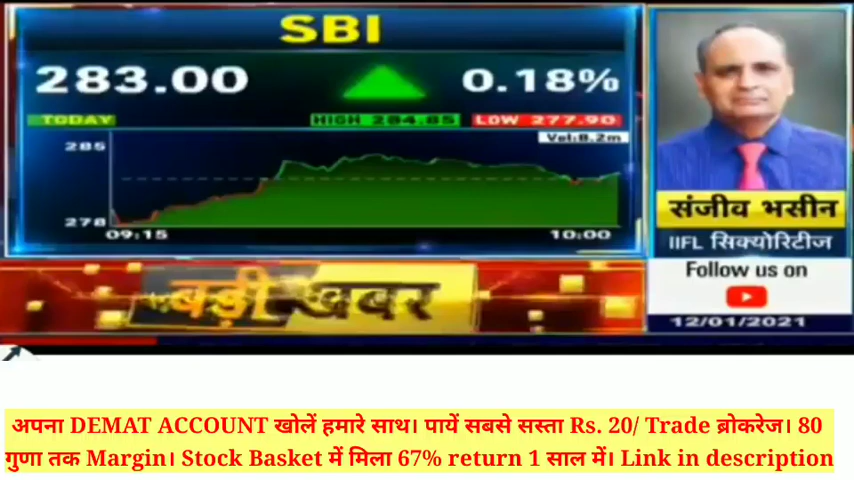 SBI
283.00 0.18%
TODAY HIGH 284.85 LOW 277.90
Vol:8.2m
285
278
09:15 10:00
संजीव भसीन
IIFL सिक्योरिटीज
बड़ी खबर
Follow us on
12/01/2021
अपना DEMAT ACCOUNT खोलें हमारे साथ। पायें सबसे सस्ता Rs. 20/ Trade ब्रोकरेज। 80
गुणा तक Margin। Stock Basket में मिला 67% return 1 साल में। Link in description